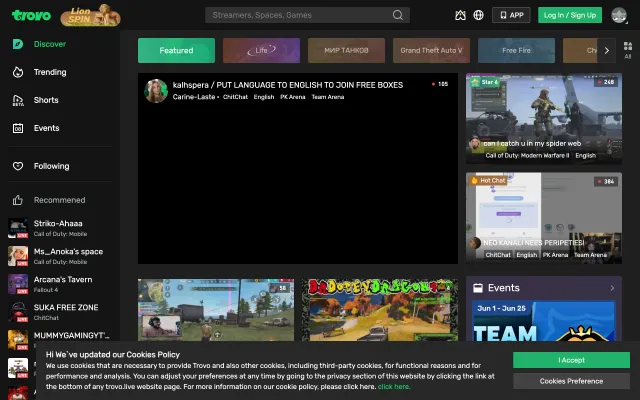 trovo
Lion
SPIN
Streamers, Spaces, Games
APP
Log In / Sign Up
Discover
Trending
Shorts
BETA
Events
Following
Recommened
Striko-Ahaaa
Call of Duty: Mobile
LIVE
Ms_Anoka's space
Call of Duty: Mobile
LIVE
Arcana's Tavern
Fallout 4
LIVE
SUKA FREE ZONE
ChitChat
LIVE
MUMMYGAMINGYT'...
Featured
Life
МИР ТАНКОВ
Grand Theft Auto V
Free Fire
All
kalhspera / PUT LANGUAGE TO ENGLISH TO JOIN FREE BOXES
105
Carine-Laste • ChitChat English PK Arena Team Arena
Star 6
248
can I catch u in my spider web
Call of Duty: Modern Warfare II English
Hot Chat
384
NEO KANALI NEES PERIPETIES!
ChitChat English PK Arena Team Arena
58
DaDopeyDragons
Events
Jun 1 - Jun 25
TEAM
Hi We`ve updated our Cookies Policy
We use cookies that are necessary to provide Trovo and also other cookies, including third-party cookies, for functional reasons and for
performance and analysis. You can adjust your preferences at any time by going to the privacy section of this website by clicking the link at
the bottom of any trovo.live website page. For more information on our cookie policy, please click here. click here.
I Accept
Cookies Preference